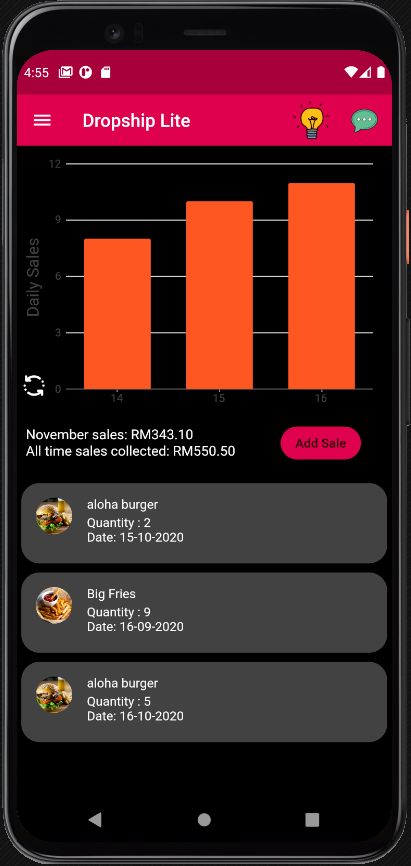 4:55
Dropship Lite
12
9
6
3
0
Daily Sales
14 15 16
November sales: RM343.10
All time sales collected: RM550.50
Add Sale
aloha burger
Quantity : 2
Date: 15-10-2020
Big Fries
Quantity : 9
Date: 16-09-2020
aloha burger
Quantity : 5
Date: 16-10-2020